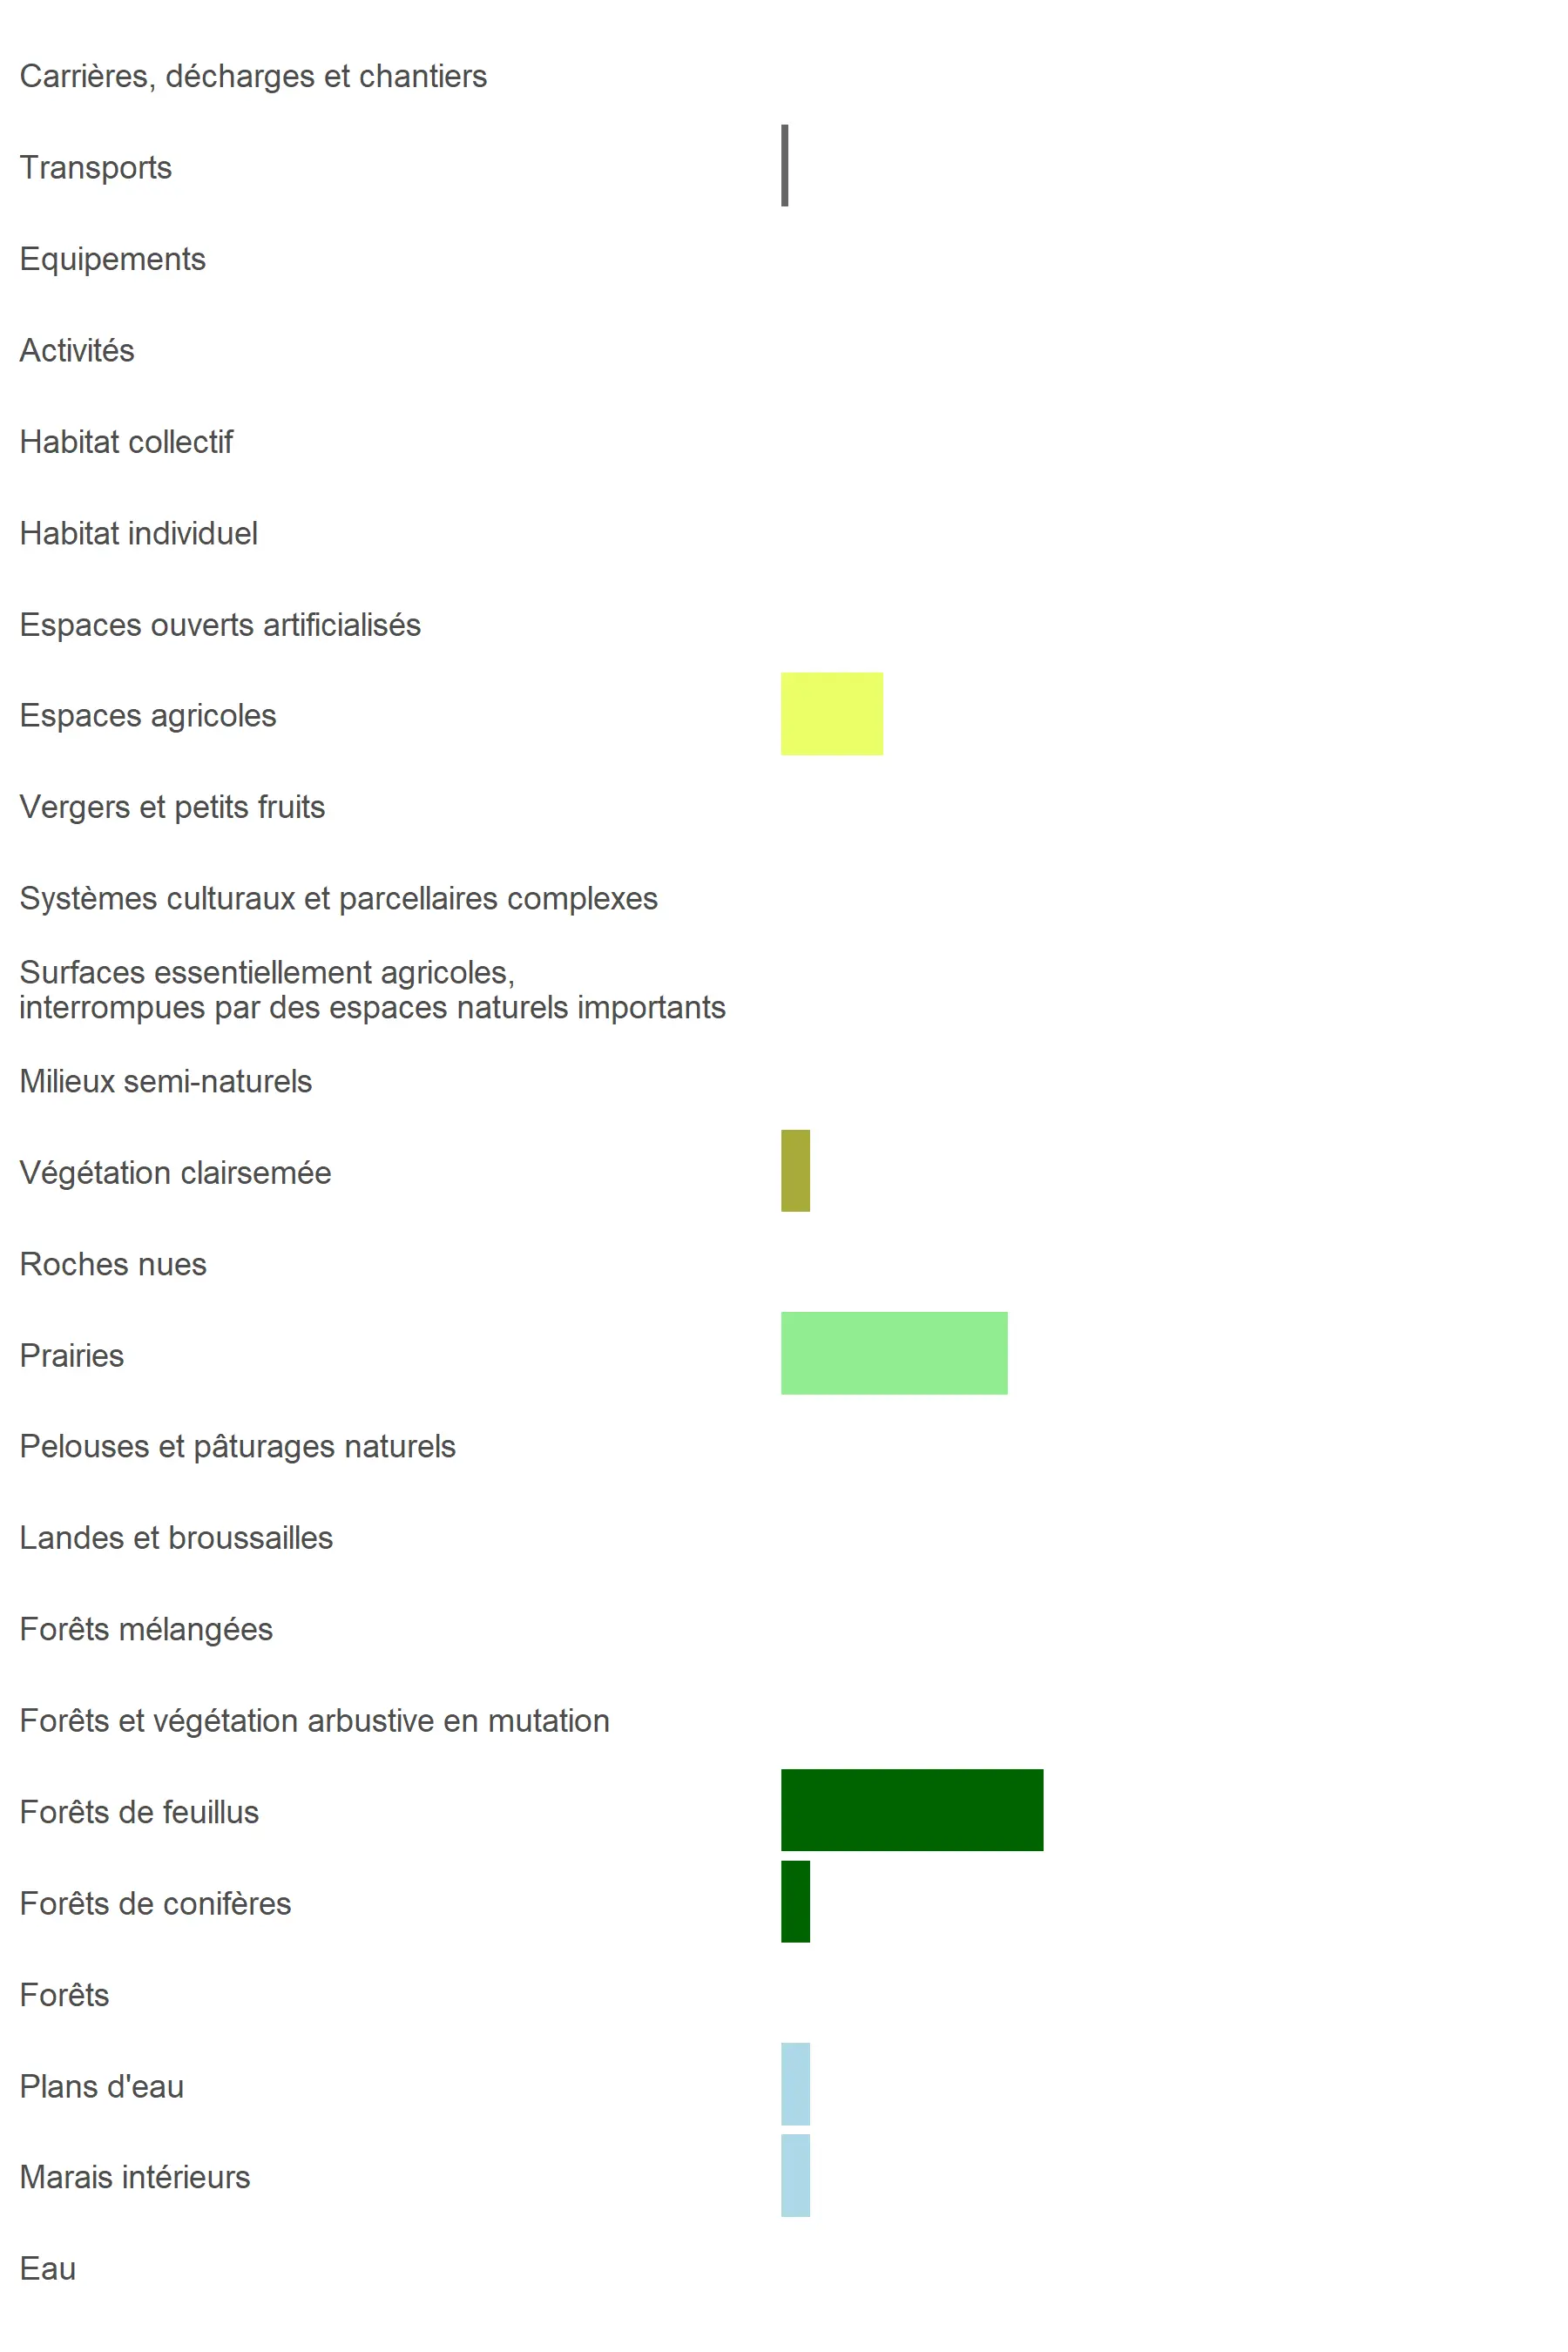 Carrières, décharges et chantiers
Transports
Equipements
Activités
Habitat collectif
Habitat individuel
Espaces ouverts artificialisés
Espaces agricoles
Vergers et petits fruits
Systèmes culturaux et parcellaires complexes
Surfaces essentiellement agricoles,
interrompues par des espaces naturels importants
Milieux semi-naturels
Végétation clairsemée
Roches nues
Prairies
Pelouses et pâturages naturels
Landes et broussailles
Forêts mélangées
Forêts et végétation arbustive en mutation
Forêts de feuillus
Forêts de conifères
Forêts
Plans d'eau
Marais intérieurs
Eau